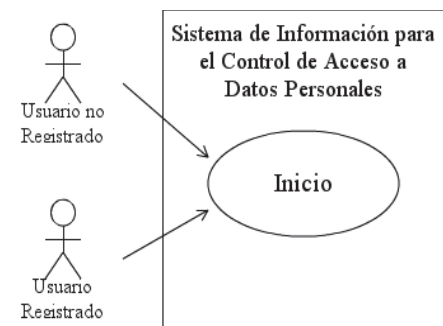 Sistema de Información para
el Control de Acceso a
Datos Personales
Usuario no
Registrado
Inicio
Usuario
Registrado